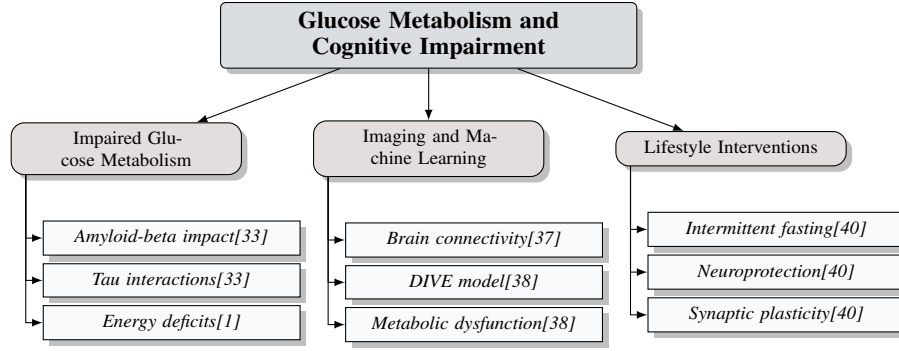 Glucose Metabolism and
Cognitive Impairment
Impaired Glu-
cose Metabolism
Amyloid-beta impact[33]
Tau interactions[33]
Energy deficits[1]
Imaging and Ma-
chine Learning
Brain connectivity[37]
DIVE model[38]
Metabolic dysfunction[38]
Lifestyle Interventions
Intermittent fasting[40]
Neuroprotection[40]
Synaptic plasticity[40]